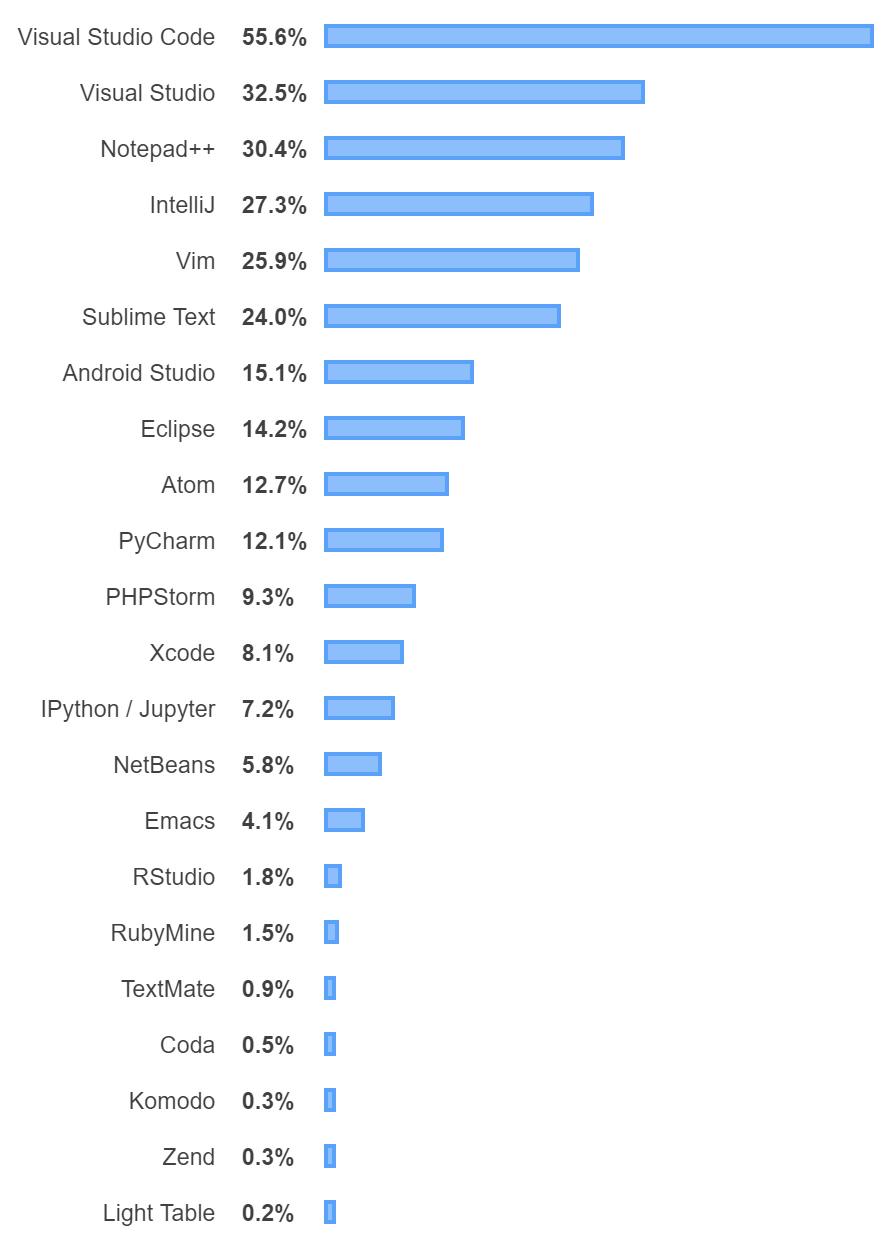 Visual Studio Code 55.6%
Visual Studio 32.5%
Notepad++ 30.4%
IntelliJ 27.3%
Vim 25.9%
Sublime Text 24.0%
Android Studio 15.1%
Eclipse 14.2%
Atom 12.7%
PyCharm 12.1%
PHPStorm 9.3%
Xcode 8.1%
IPython / Jupyter 7.2%
NetBeans 5.8%
Emacs 4.1%
RStudio 1.8%
RubyMine 1.5%
TextMate 0.9%
Coda 0.5%
Komodo 0.3%
Zend 0.3%
Light Table 0.2%